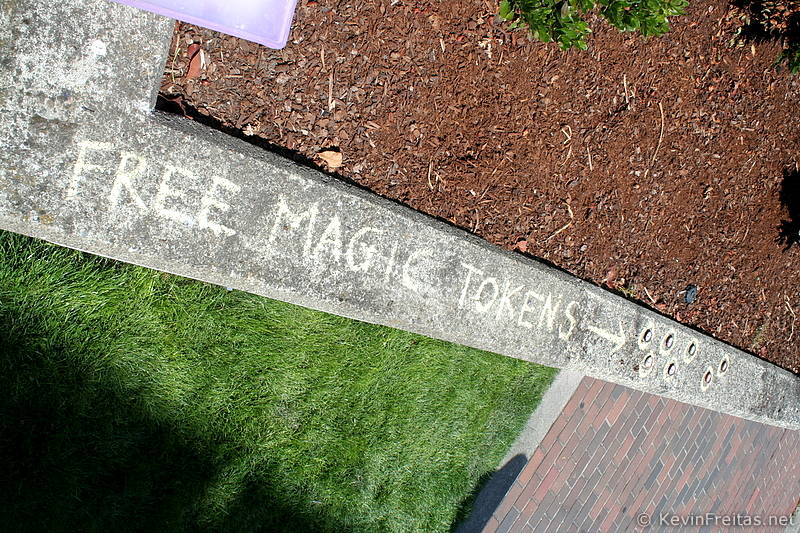 FREE MAGIC TOKENS →
© KevinFreitas.net